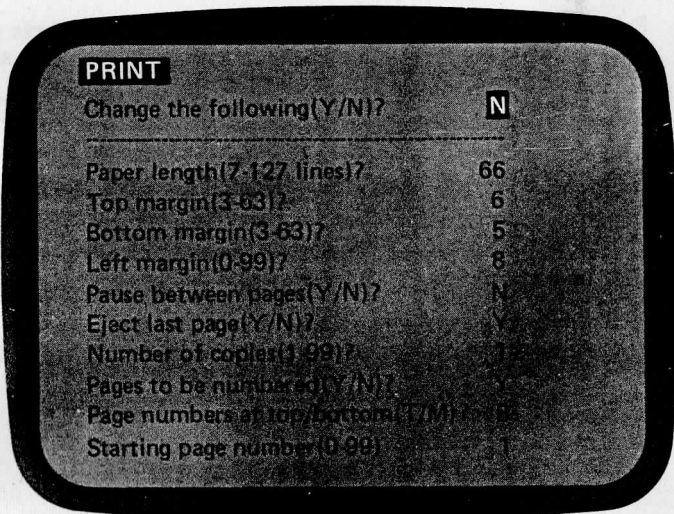 PRINT
Change the following(Y/N)? N
Paper length(7-127 lines)? 66
Top margin(3-63)? 6
Bottom margin(3-63)? 5
Left margin(0-99)? 8
Pause between pages(Y/N)? N
Eject last page(Y/N)? Y
Number of copies(1-99)? 1
Pages to be numbered(Y/N)? Y
Page numbers at top/bottom(T/M)?
Starting page number(0-99) 1